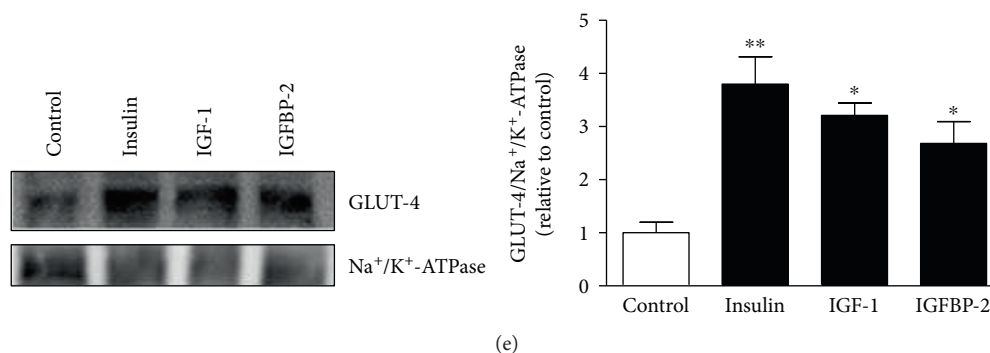 Control
Insulin
IGF-1
IGFBP-2
GLUT-4
Na⁺/K⁺-ATPase
GLUT-4/Na⁺/K⁺-ATPase
(relative to control)
5
4
3
2
1
0
**
*
*
Control Insulin IGF-1 IGFBP-2
(e)